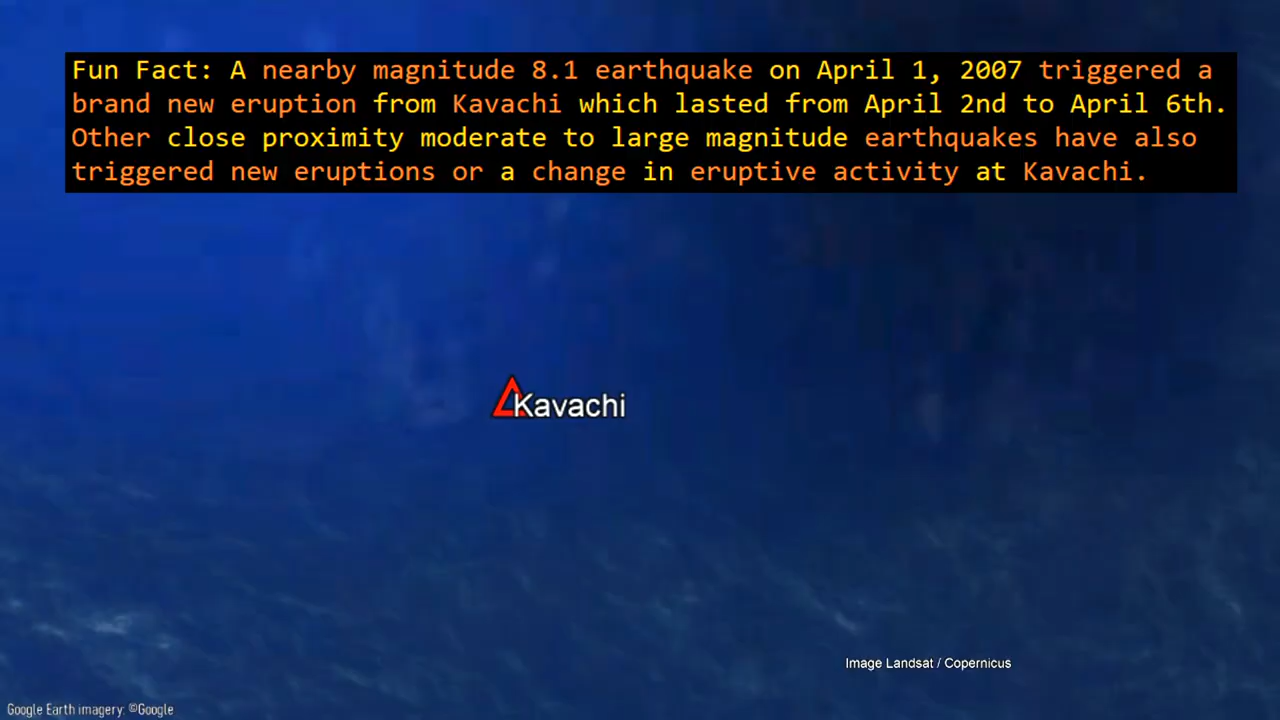 Fun Fact: A nearby magnitude 8.1 earthquake on April 1, 2007 triggered a
brand new eruption from Kavachi which lasted from April 2nd to April 6th.
Other close proximity moderate to large magnitude earthquakes have also
triggered new eruptions or a change in eruptive activity at Kavachi.
Kavachi
Image Landsat / Copernicus
Google Earth imagery: ©Google